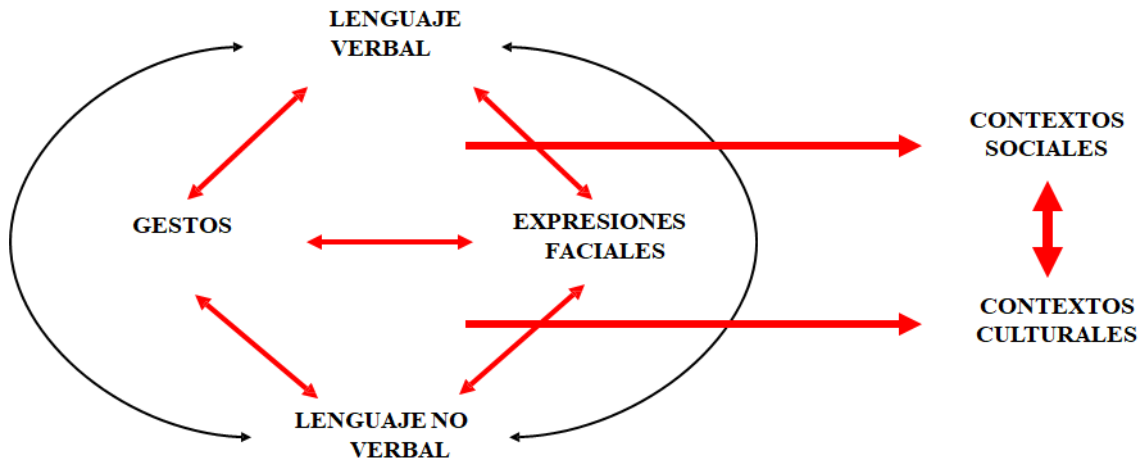 LENGUAJE
VERBAL
CONTEXTOS
SOCIALES
GESTOS
EXPRESIONES
FACIALES
CONTEXTOS
CULTURALES
LENGUAJE NO
VERBAL